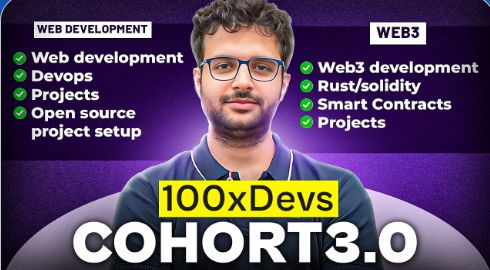 WEB DEVELOPMENT
Web development
Devops
Projects
Open source
project setup
WEB3
Web3 development
Rust/solidity
Smart Contracts
Projects
100xDevs
COHORT3.0